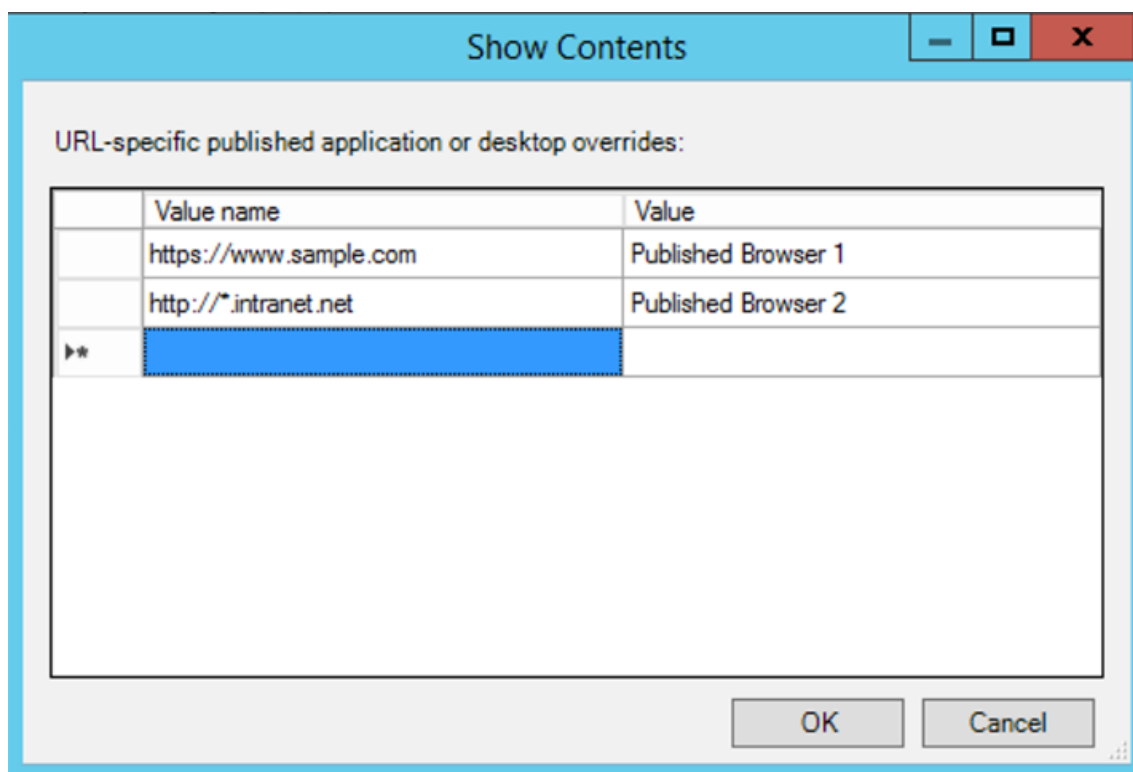 Show Contents
URL-specific published application or desktop overrides:
Value name Value
https://www.sample.com Published Browser 1
http://*.intranet.net Published Browser 2
OK Cancel